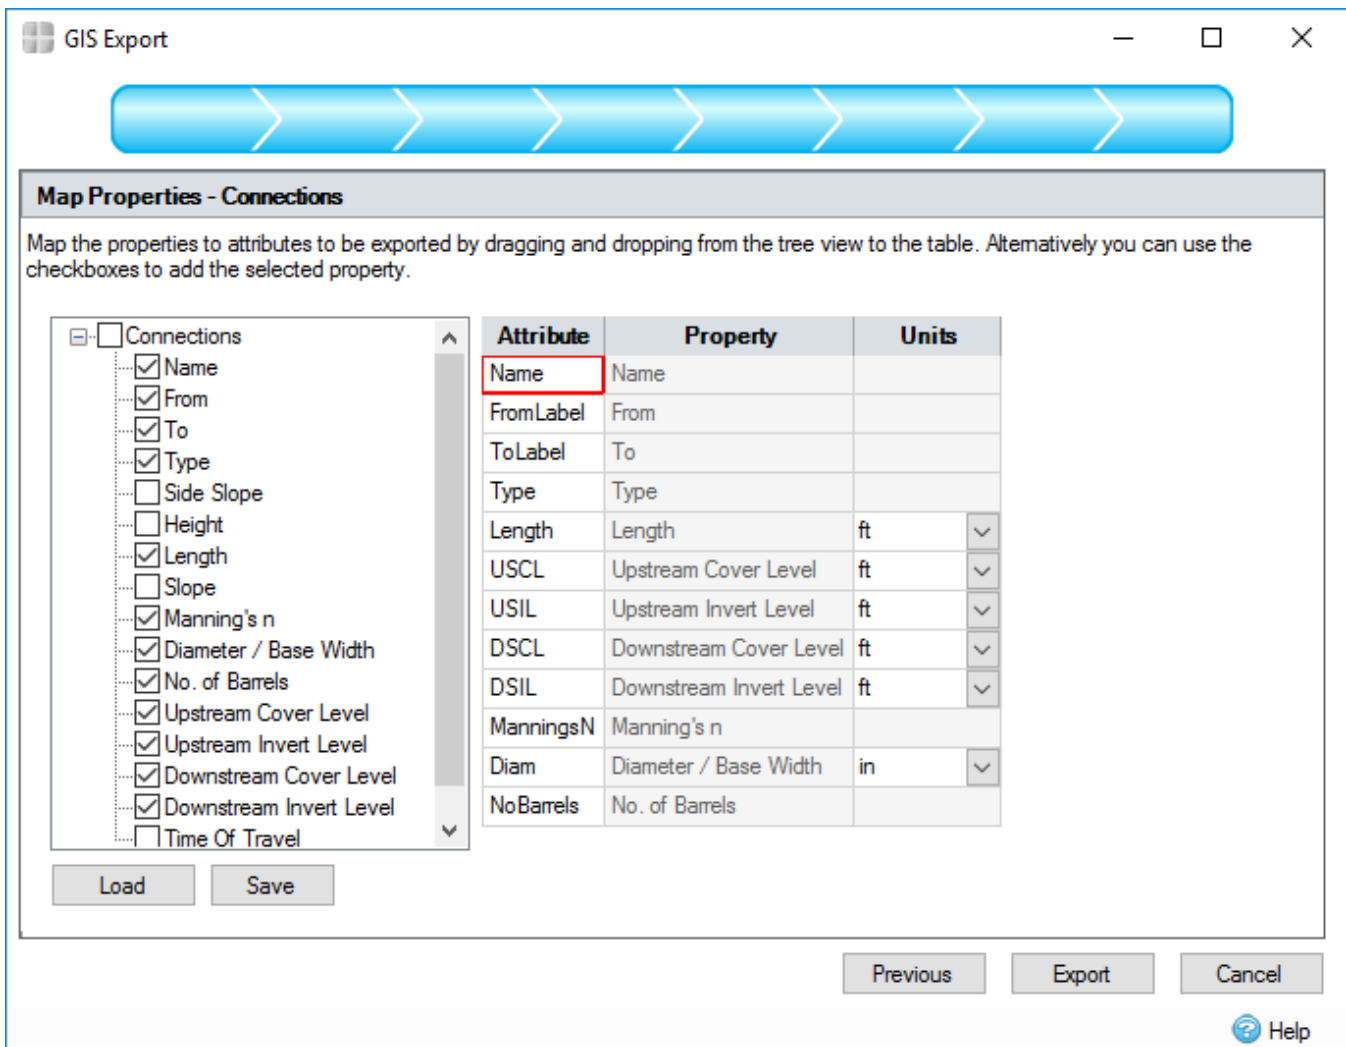 GIS Export
Map Properties - Connections
Map the properties to attributes to be exported by dragging and dropping from the tree view to the table. Alternatively you can use the
checkboxes to add the selected property.
Connections
Name
From
To
Type
Side Slope
Height
Length
Slope
Manning's n
Diameter / Base Width
No. of Barrels
Upstream Cover Level
Upstream Invert Level
Downstream Cover Level
Downstream Invert Level
Time Of Travel
Attribute Property Units
Name Name
FromLabel From
ToLabel To
Type Type
Length Length ft
USCL Upstream Cover Level ft
USIL Upstream Invert Level ft
DSCL Downstream Cover Level ft
DSIL Downstream Invert Level ft
ManningsN Manning's n
Diam Diameter / Base Width in
NoBarrels No. of Barrels
Load Save
Previous Export Cancel
Help